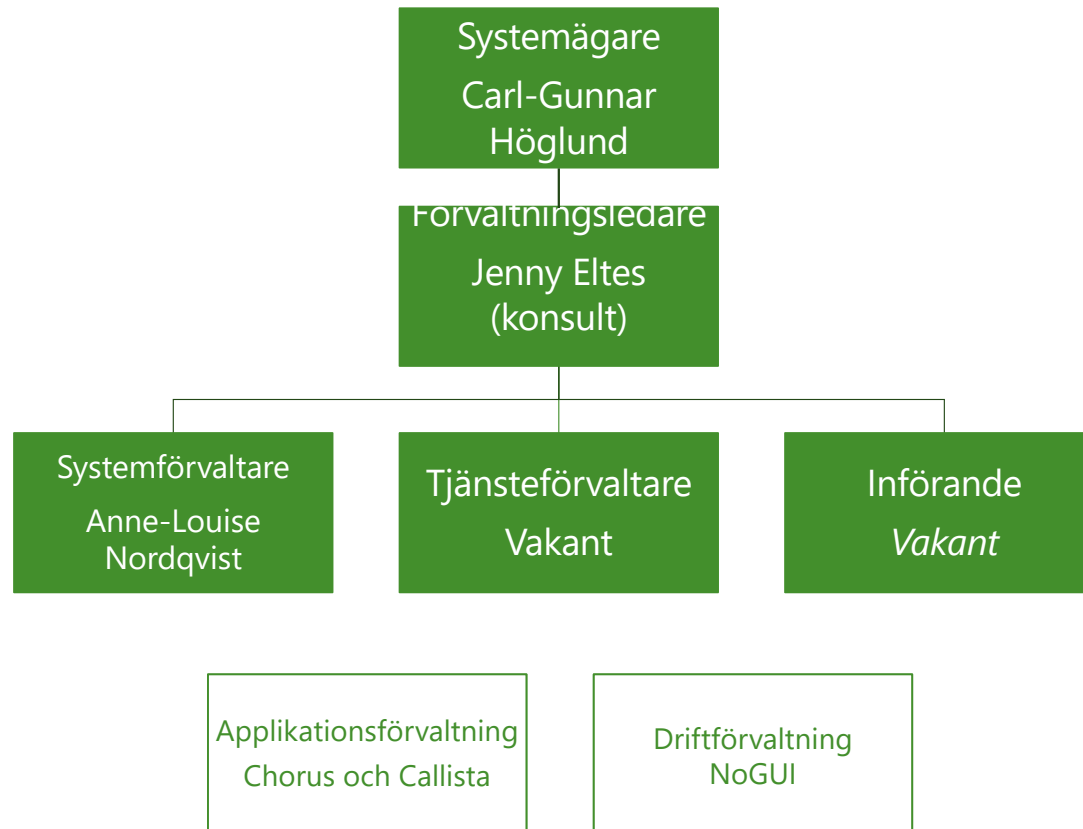 Systemägare
Carl-Gunnar
Höglund
Förvaltningsledare
Jenny Eltes
(konsult)
Systemförvaltare
Anne-Louise
Nordqvist
Tjänsteförvaltare
Vakant
Införande
Vakant
Applikationsförvaltning
Chorus och Callista
Driftförvaltning
NoGUI